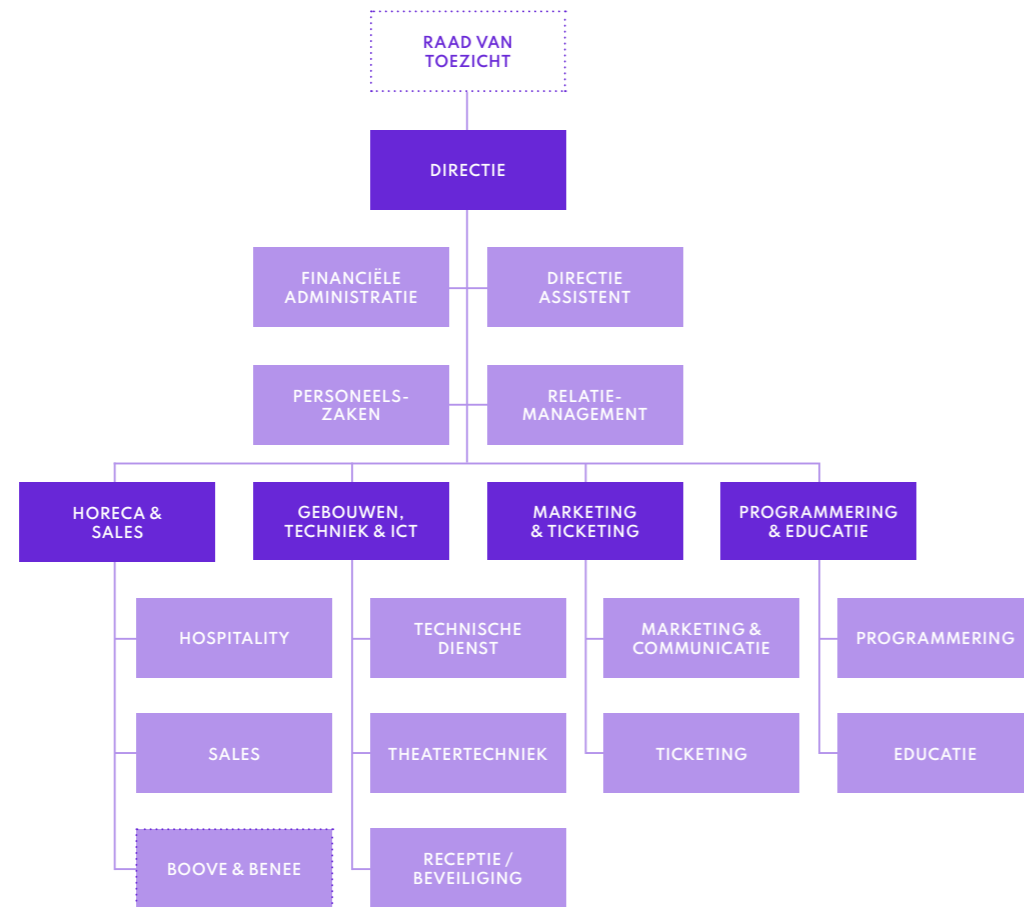 RAAD VAN
TOEZICHT
DIRECTIE
FINANCIËLE
ADMINISTRATIE
DIRECTIE
ASSISTENT
PERSONEELS-
ZAKEN
RELATIE-
MANAGEMENT
HORECA &
SALES
GEBOUWEN,
TECHNIEK & ICT
MARKETING
& TICKETING
PROGRAMMERING
& EDUCATIE
HOSPITALITY
TECHNISCHE
DIENST
MARKETING &
COMMUNICATIE
PROGRAMMERING
SALES
THEATERTECHNIEK
TICKETING
EDUCATIE
BOOVE & BENEE
RECEPTIE /
BEVEILIGING